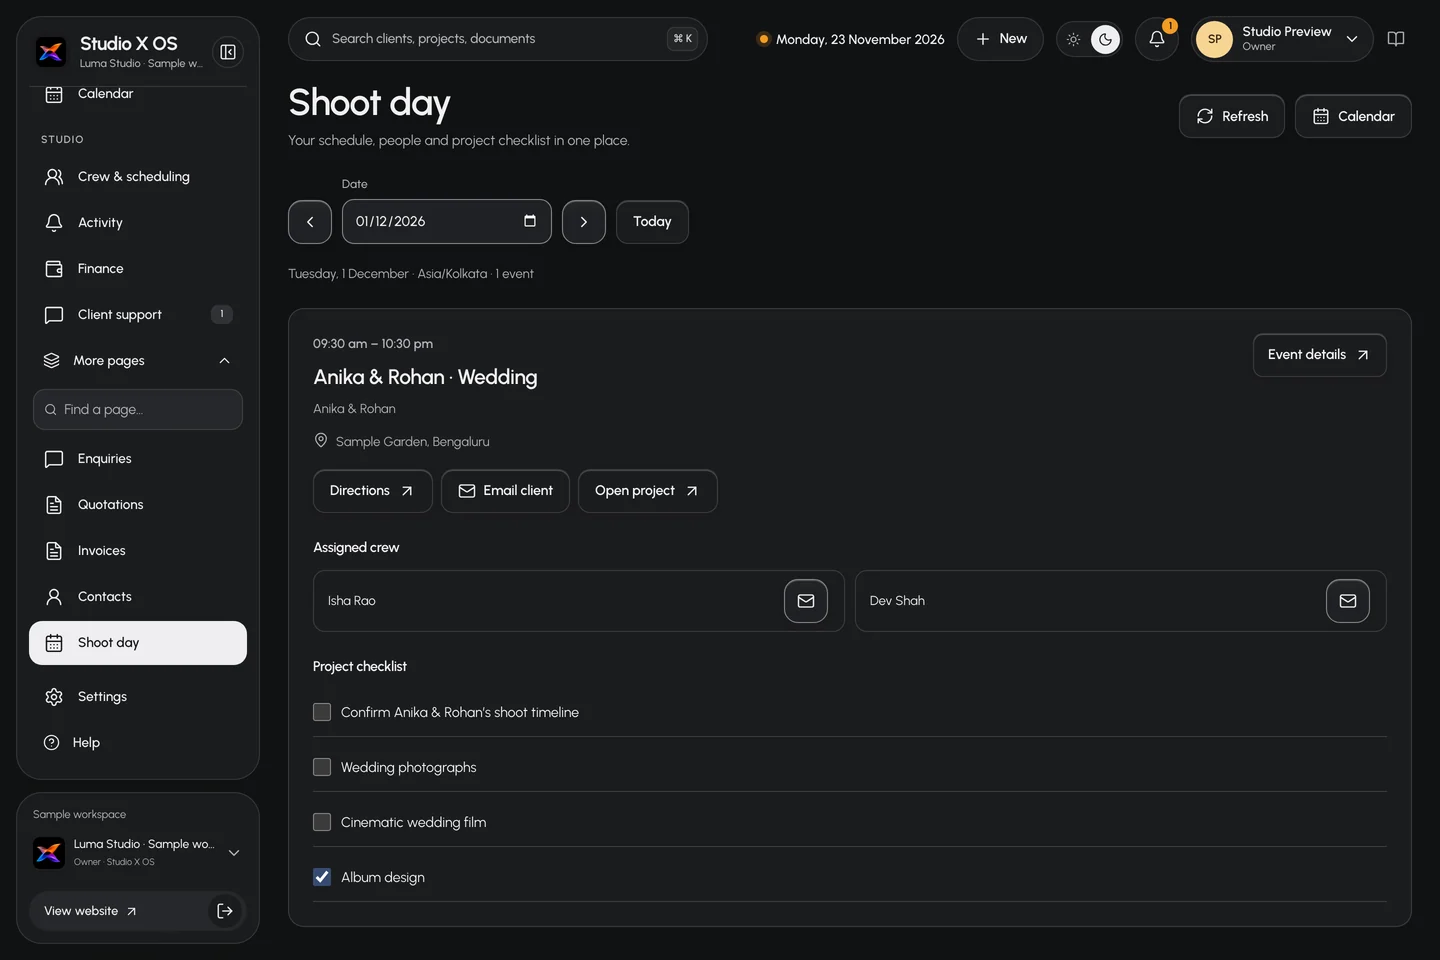 Studio X OS
Luma Studio · Sample w...
Calendar
STUDIO
Crew & scheduling
Activity
Finance
Client support
1
More pages
Find a page...
Enquiries
Quotations
Invoices
Contacts
Shoot day
Settings
Help
Sample workspace
Luma Studio · Sample wo...
Owner · Studio X OS
View website
Search clients, projects, documents
⌘ K
Monday, 23 November 2026
New
1
SP
Studio Preview
Owner
Shoot day
Your schedule, people and project checklist in one place.
Refresh
Calendar
Date
01/12/2026
Today
Tuesday, 1 December · Asia/Kolkata · 1 event
09:30 am – 10:30 pm
Anika & Rohan · Wedding
Anika & Rohan
Sample Garden, Bengaluru
Event details
Directions
Email client
Open project
Assigned crew
Isha Rao
Dev Shah
Project checklist
Confirm Anika & Rohan's shoot timeline
Wedding photographs
Cinematic wedding film
Album design